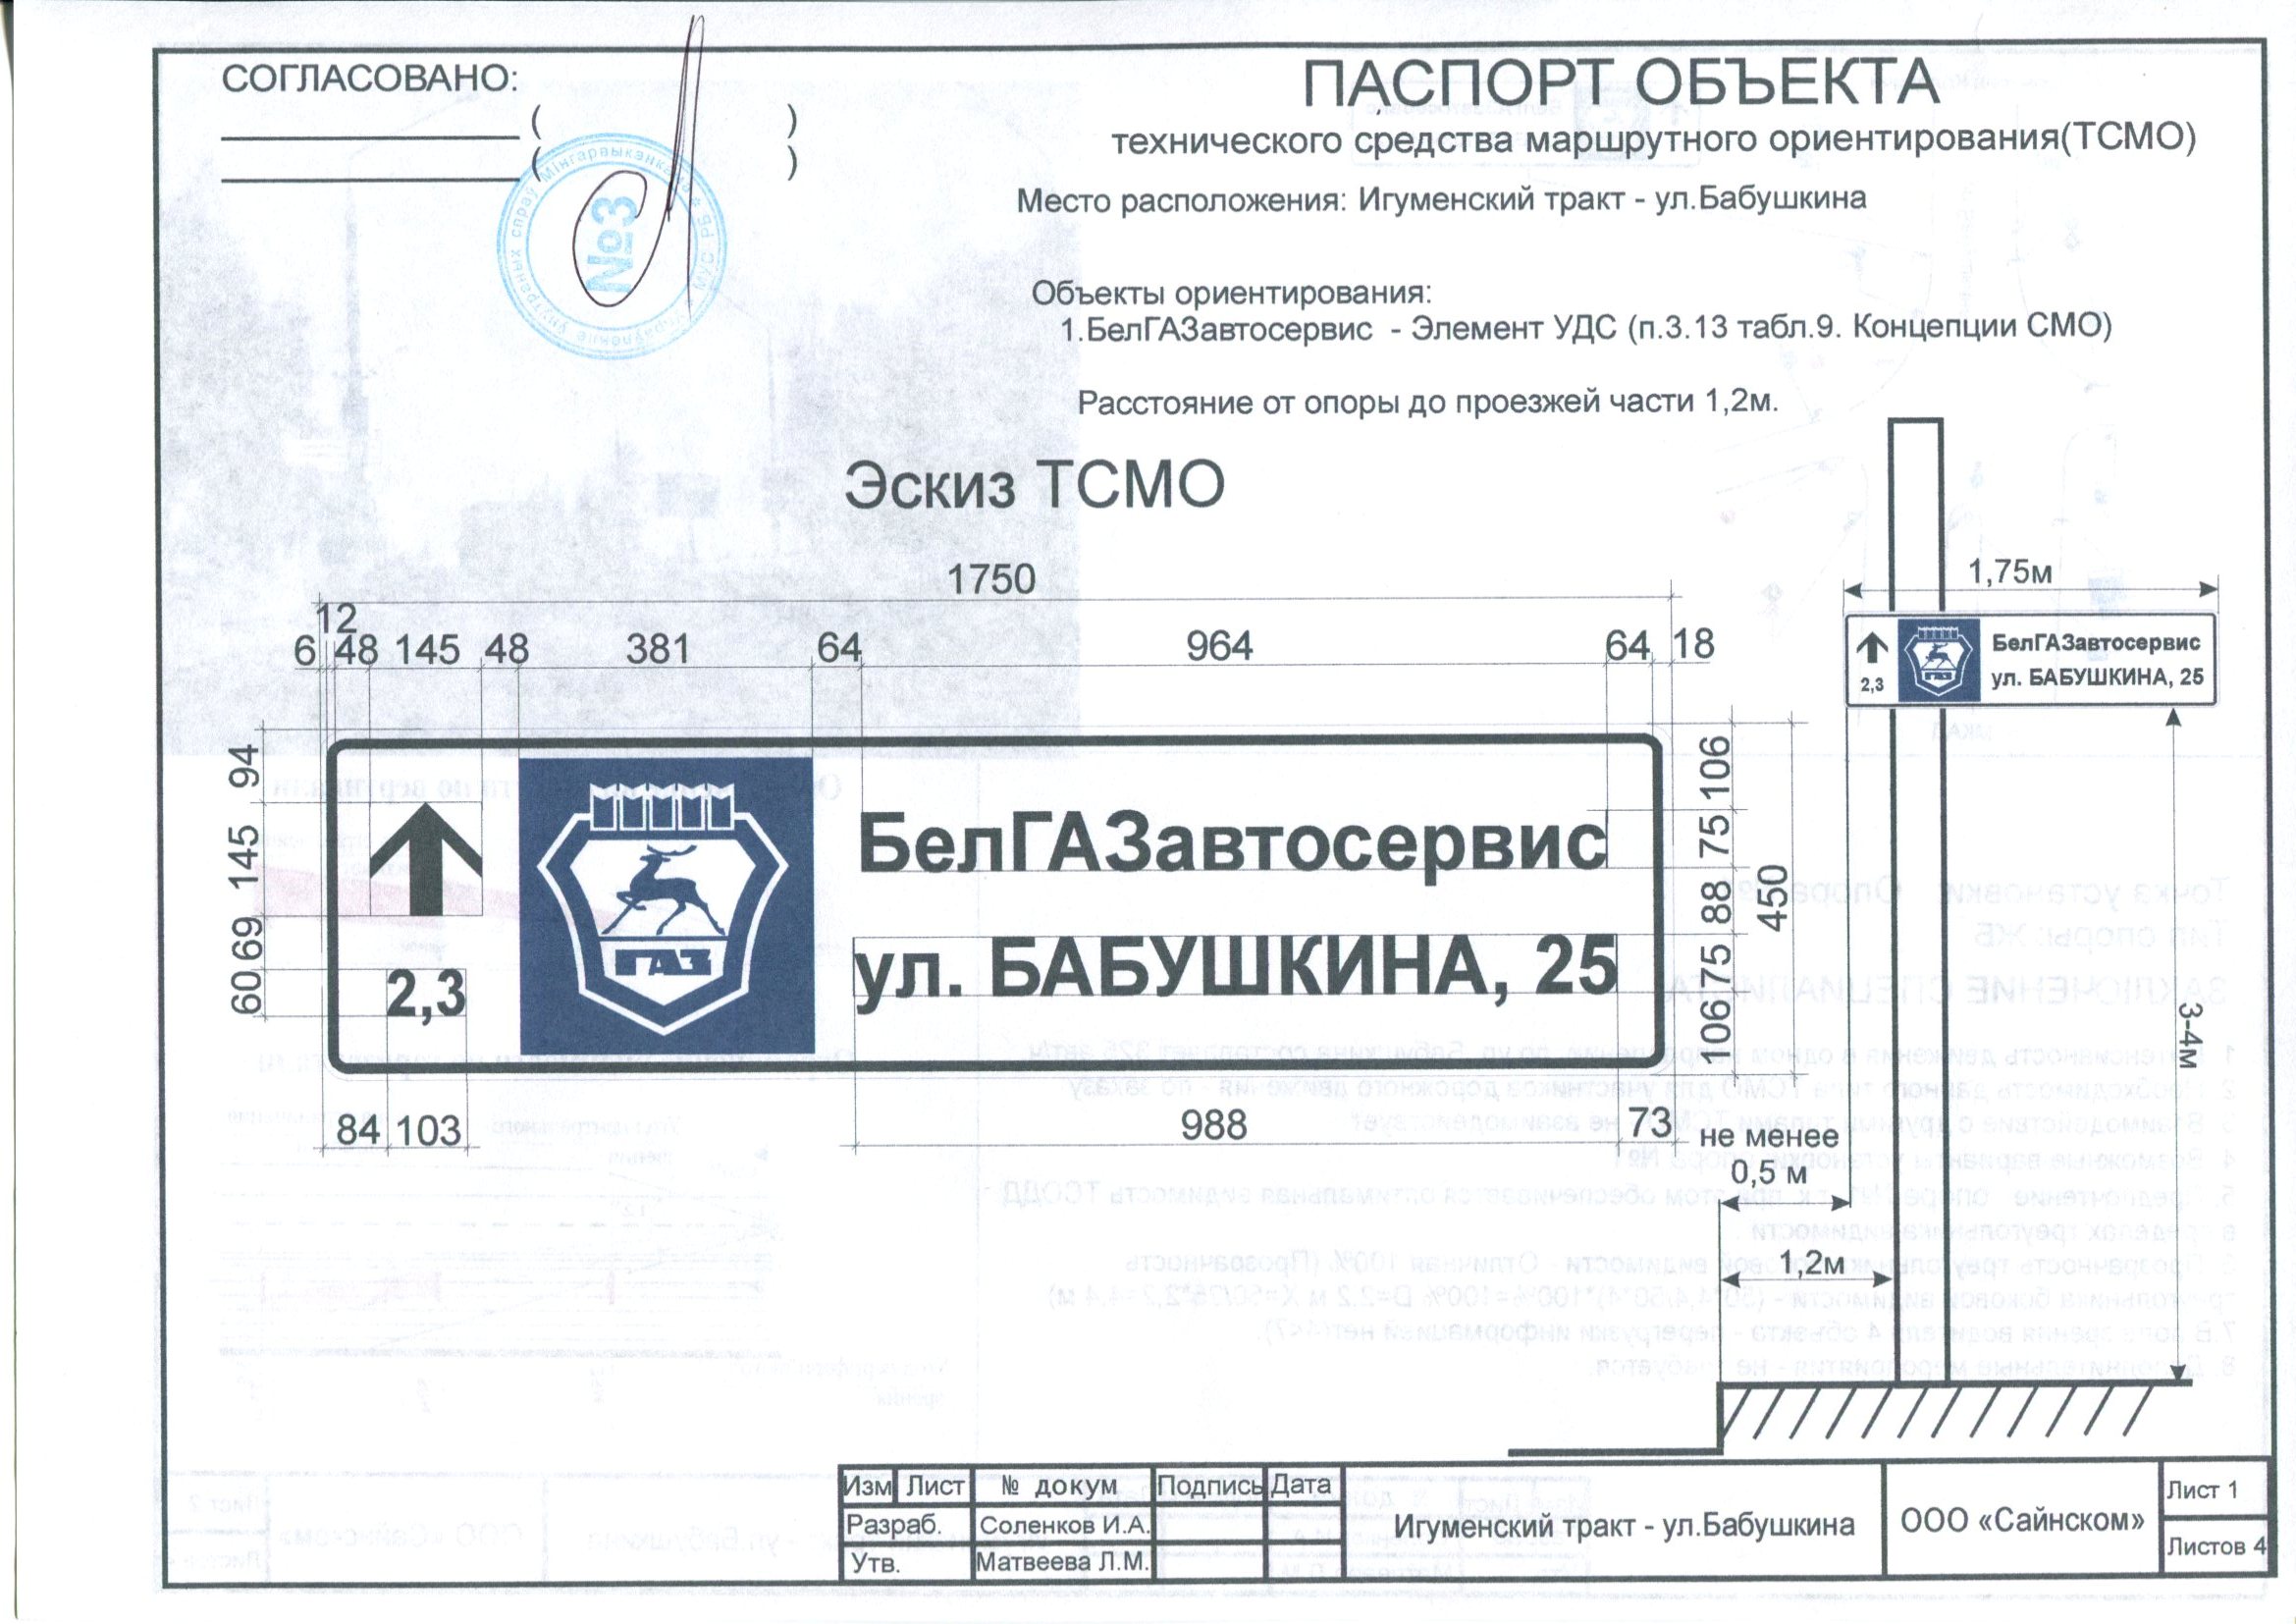 СОГЛАСОВАНО:
( )
( )
№3
ПАСПОРТ ОБЪЕКТА
технического средства маршрутного ориентирования(ТСМО)
Место расположения: Игуменский тракт - ул.Бабушкина
Объекты ориентирования:
1.БелГАЗавтосервис - Элемент УДС (п.3.13 табл.9. Концепции СМО)
Расстояние от опоры до проезжей части 1,2м.
Эскиз ТСМО
1750
12
6 48 145 48 381 64 964 64 18
94
145
69
60
2,3
ГАЗ
БелГАЗавтосервис
ул. БАБУШКИНА, 25
106
75
88
75
106
450
84 103 988 73
1,75м
2,3
ГАЗ
БелГАЗавтосервис
ул. БАБУШКИНА, 25
3-4м
не менее
0,5 м
1,2м
Изм Лист № докум Подпись Дата
Разраб. Соленков И.А.
Утв. Матвеева Л.М.
Игуменский тракт - ул.Бабушкина
ООО «Сайнском»
Лист 1
Листов 4